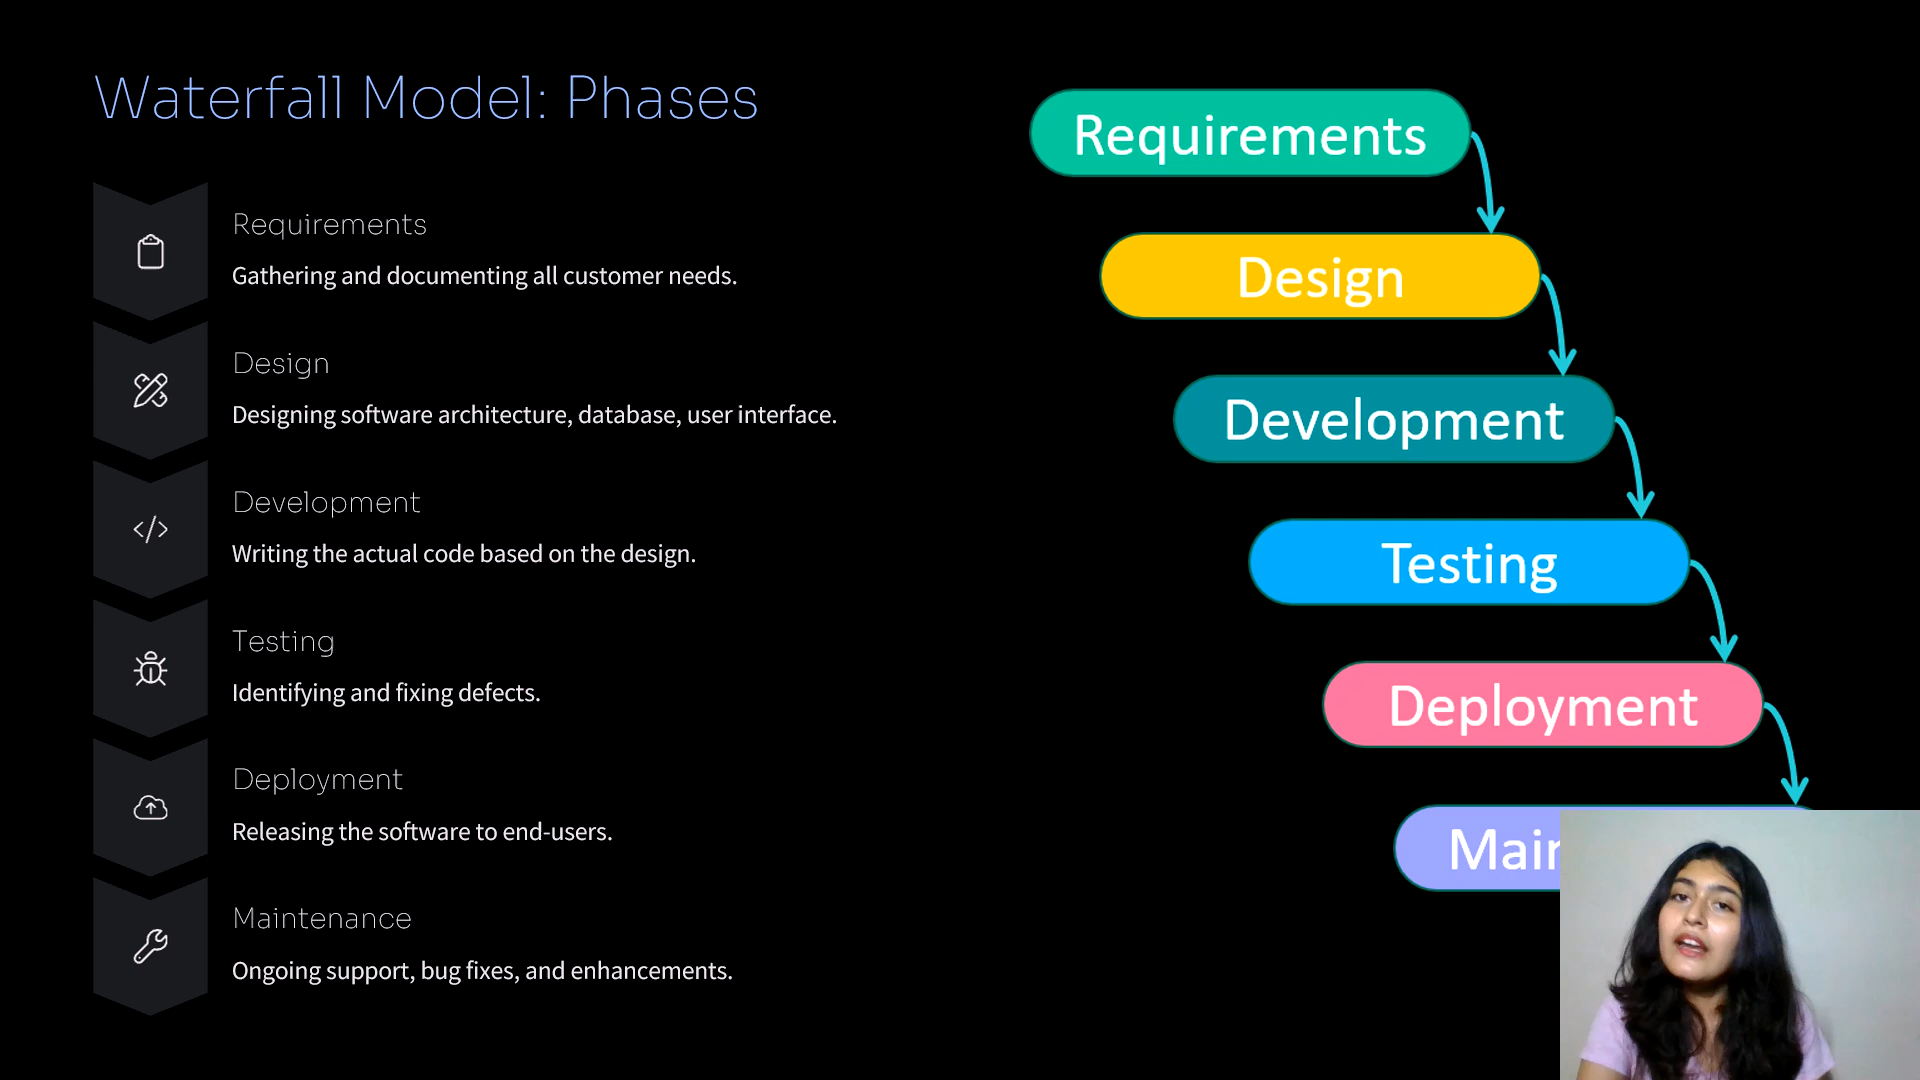 Waterfall Model: Phases
Requirements
Gathering and documenting all customer needs.
Design
Designing software architecture, database, user interface.
Development
Writing the actual code based on the design.
Testing
Identifying and fixing defects.
Deployment
Releasing the software to end-users.
Maintenance
Ongoing support, bug fixes, and enhancements.
Requirements
Design
Development
Testing
Deployment